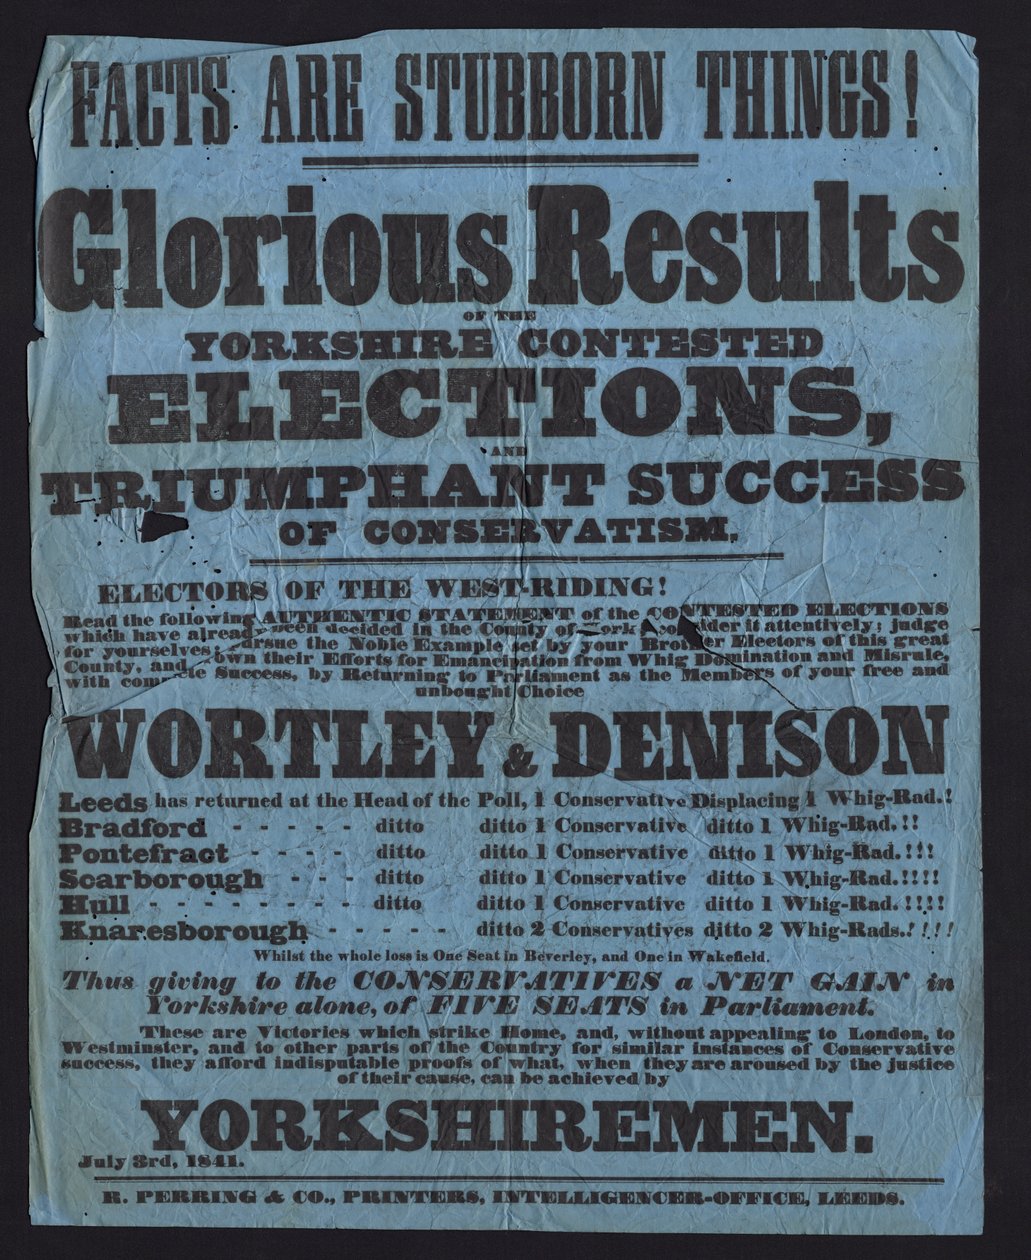 FACTS ARE STUBBORN THINGS!
Glorious Results
OF THE
YORKSHIRE CONTESTED
ELECTIONS,
AND
TRIUMPHANT SUCCESS
OF CONSERVATISM.
ELECTORS OF THE WEST-RIDING!
Read the following AUTHENTIC STATEMENT of the CONTESTED ELECTIONS
which have already been decided in the County of York, consider it attentively; judge
for yourselves; pursue the Noble Example set by your Brother Electors of this great
County, and crown their Efforts for Emancipation from Whig Domination and Misrule,
with complete Success, by Returning to Parliament as the Members of your free and
unbought Choice
WORTLEY & DENISON
Leeds has returned at the Head of the Poll, 1 Conservative Displacing 1 Whig-Rad.!
Bradford - - - - - ditto ditto 1 Conservative ditto 1 Whig-Rad.!!
Pontefract - - - - ditto ditto 1 Conservative ditto 1 Whig-Rad.!!!
Scarborough - - - ditto ditto 1 Conservative ditto 1 Whig-Rad.!!!!
Hull - - - - - - - - ditto ditto 1 Conservative ditto 1 Whig-Rad.!!!!
Knaresborough - - - - - ditto 2 Conservatives ditto 2 Whig-Rads.!!!!
Whilst the whole loss is One Seat in Beverley, and One in Wakefield.
Thus giving to the CONSERVATIVES a NET GAIN in
Yorkshire alone, of FIVE SEATS in Parliament.
These are Victories which strike Home, and, without appealing to London, to
Westminster, and to other parts of the Country for similar instances of Conservative
success, they afford indisputable proofs of what, when they are aroused by the justice
of their cause, can be achieved by
YORKSHIREMEN.
July 3rd, 1841.
R. PERRING & CO., PRINTERS, INTELLIGENCER-OFFICE, LEEDS.